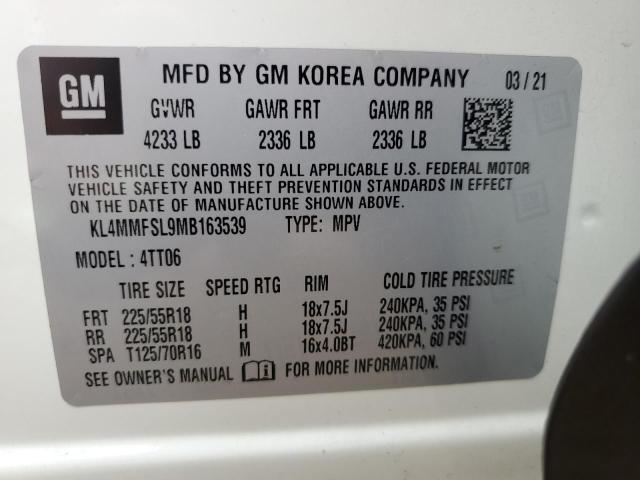 GM
MFD BY GM KOREA COMPANY 03 / 21
GVWR GAWR FRT GAWR RR
4233 LB 2336 LB 2336 LB
THIS VEHICLE CONFORMS TO ALL APPLICABLE U.S. FEDERAL MOTOR
VEHICLE SAFETY AND THEFT PREVENTION STANDARDS IN EFFECT
ON THE DATE OF MANUFACTURE SHOWN ABOVE.
KL4MMFSL9MB163539 TYPE: MPV
MODEL : 4TT06
TIRE SIZE SPEED RTG RIM COLD TIRE PRESSURE
FRT 225/55R18 H 18x7.5J 240KPA, 35 PSI
RR 225/55R18 H 18x7.5J 240KPA, 35 PSI
SPA T125/70R16 M 16x4.0BT 420KPA, 60 PSI
SEE OWNER'S MANUAL i FOR MORE INFORMATION.